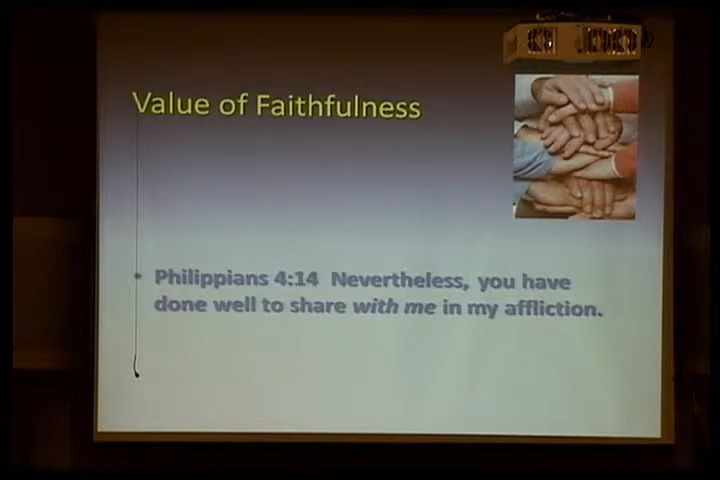 Value of Faithfulness
• Philippians 4:14 Nevertheless, you have
done well to share with me in my affliction.